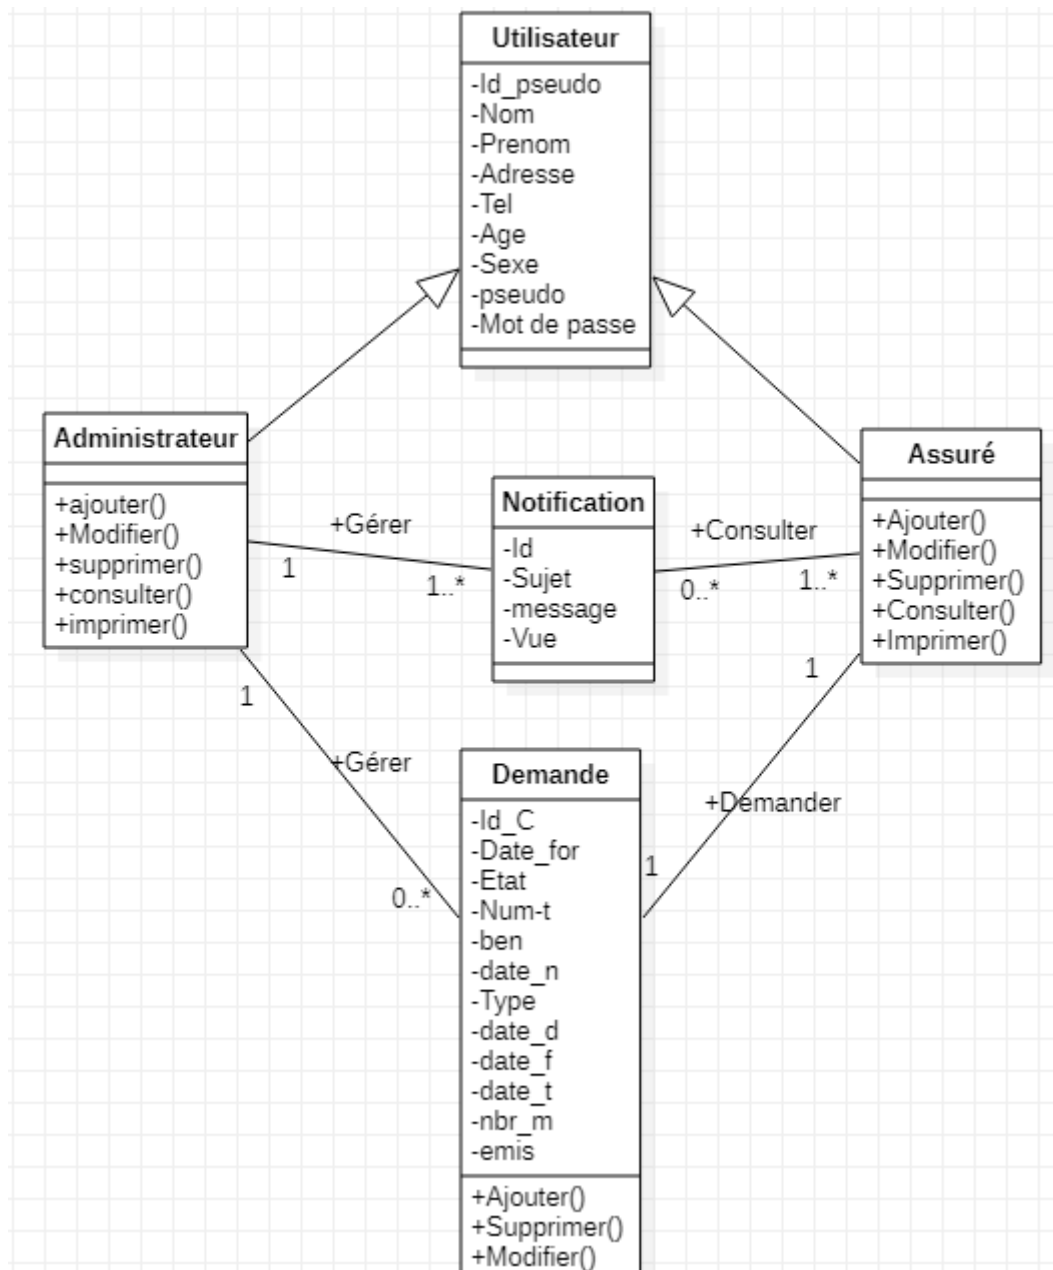 Utilisateur
-Id_pseudo
-Nom
-Prenom
-Adresse
-Tel
-Age
-Sexe
-pseudo
-Mot de passe
Administrateur
+ajouter()
+Modifier()
+supprimer()
+consulter()
+imprimer()
+Gérer
1
1..*
Notification
-Id
-Sujet
-message
-Vue
+Consulter
0..*
1..*
Assuré
+Ajouter()
+Modifier()
+Supprimer()
+Consulter()
+Imprimer()
1
+Gérer
0..*
Demande
-Id_C
-Date_for
-Etat
-Num-t
-ben
-date_n
-Type
-date_d
-date_f
-date_t
-nbr_m
-emis
+Ajouter()
+Supprimer()
+Modifier()
1
+Demander
1